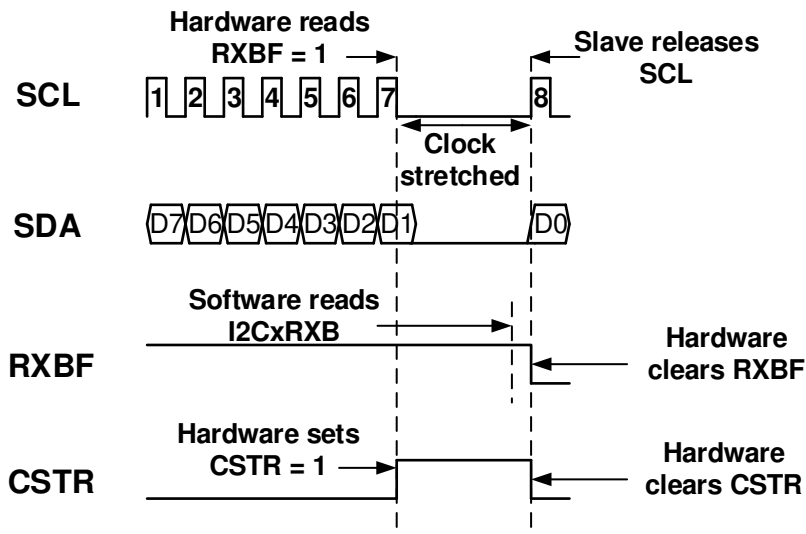 Hardware reads
RXBF = 1
Slave releases
SCL
SCL
1 2 3 4 5 6 7 8
Clock
stretched
SDA
D7 D6 D5 D4 D3 D2 D1 D0
Software reads
I2CxRXB
RXBF
Hardware
clears RXBF
Hardware sets
CSTR = 1
CSTR
Hardware
clears CSTR